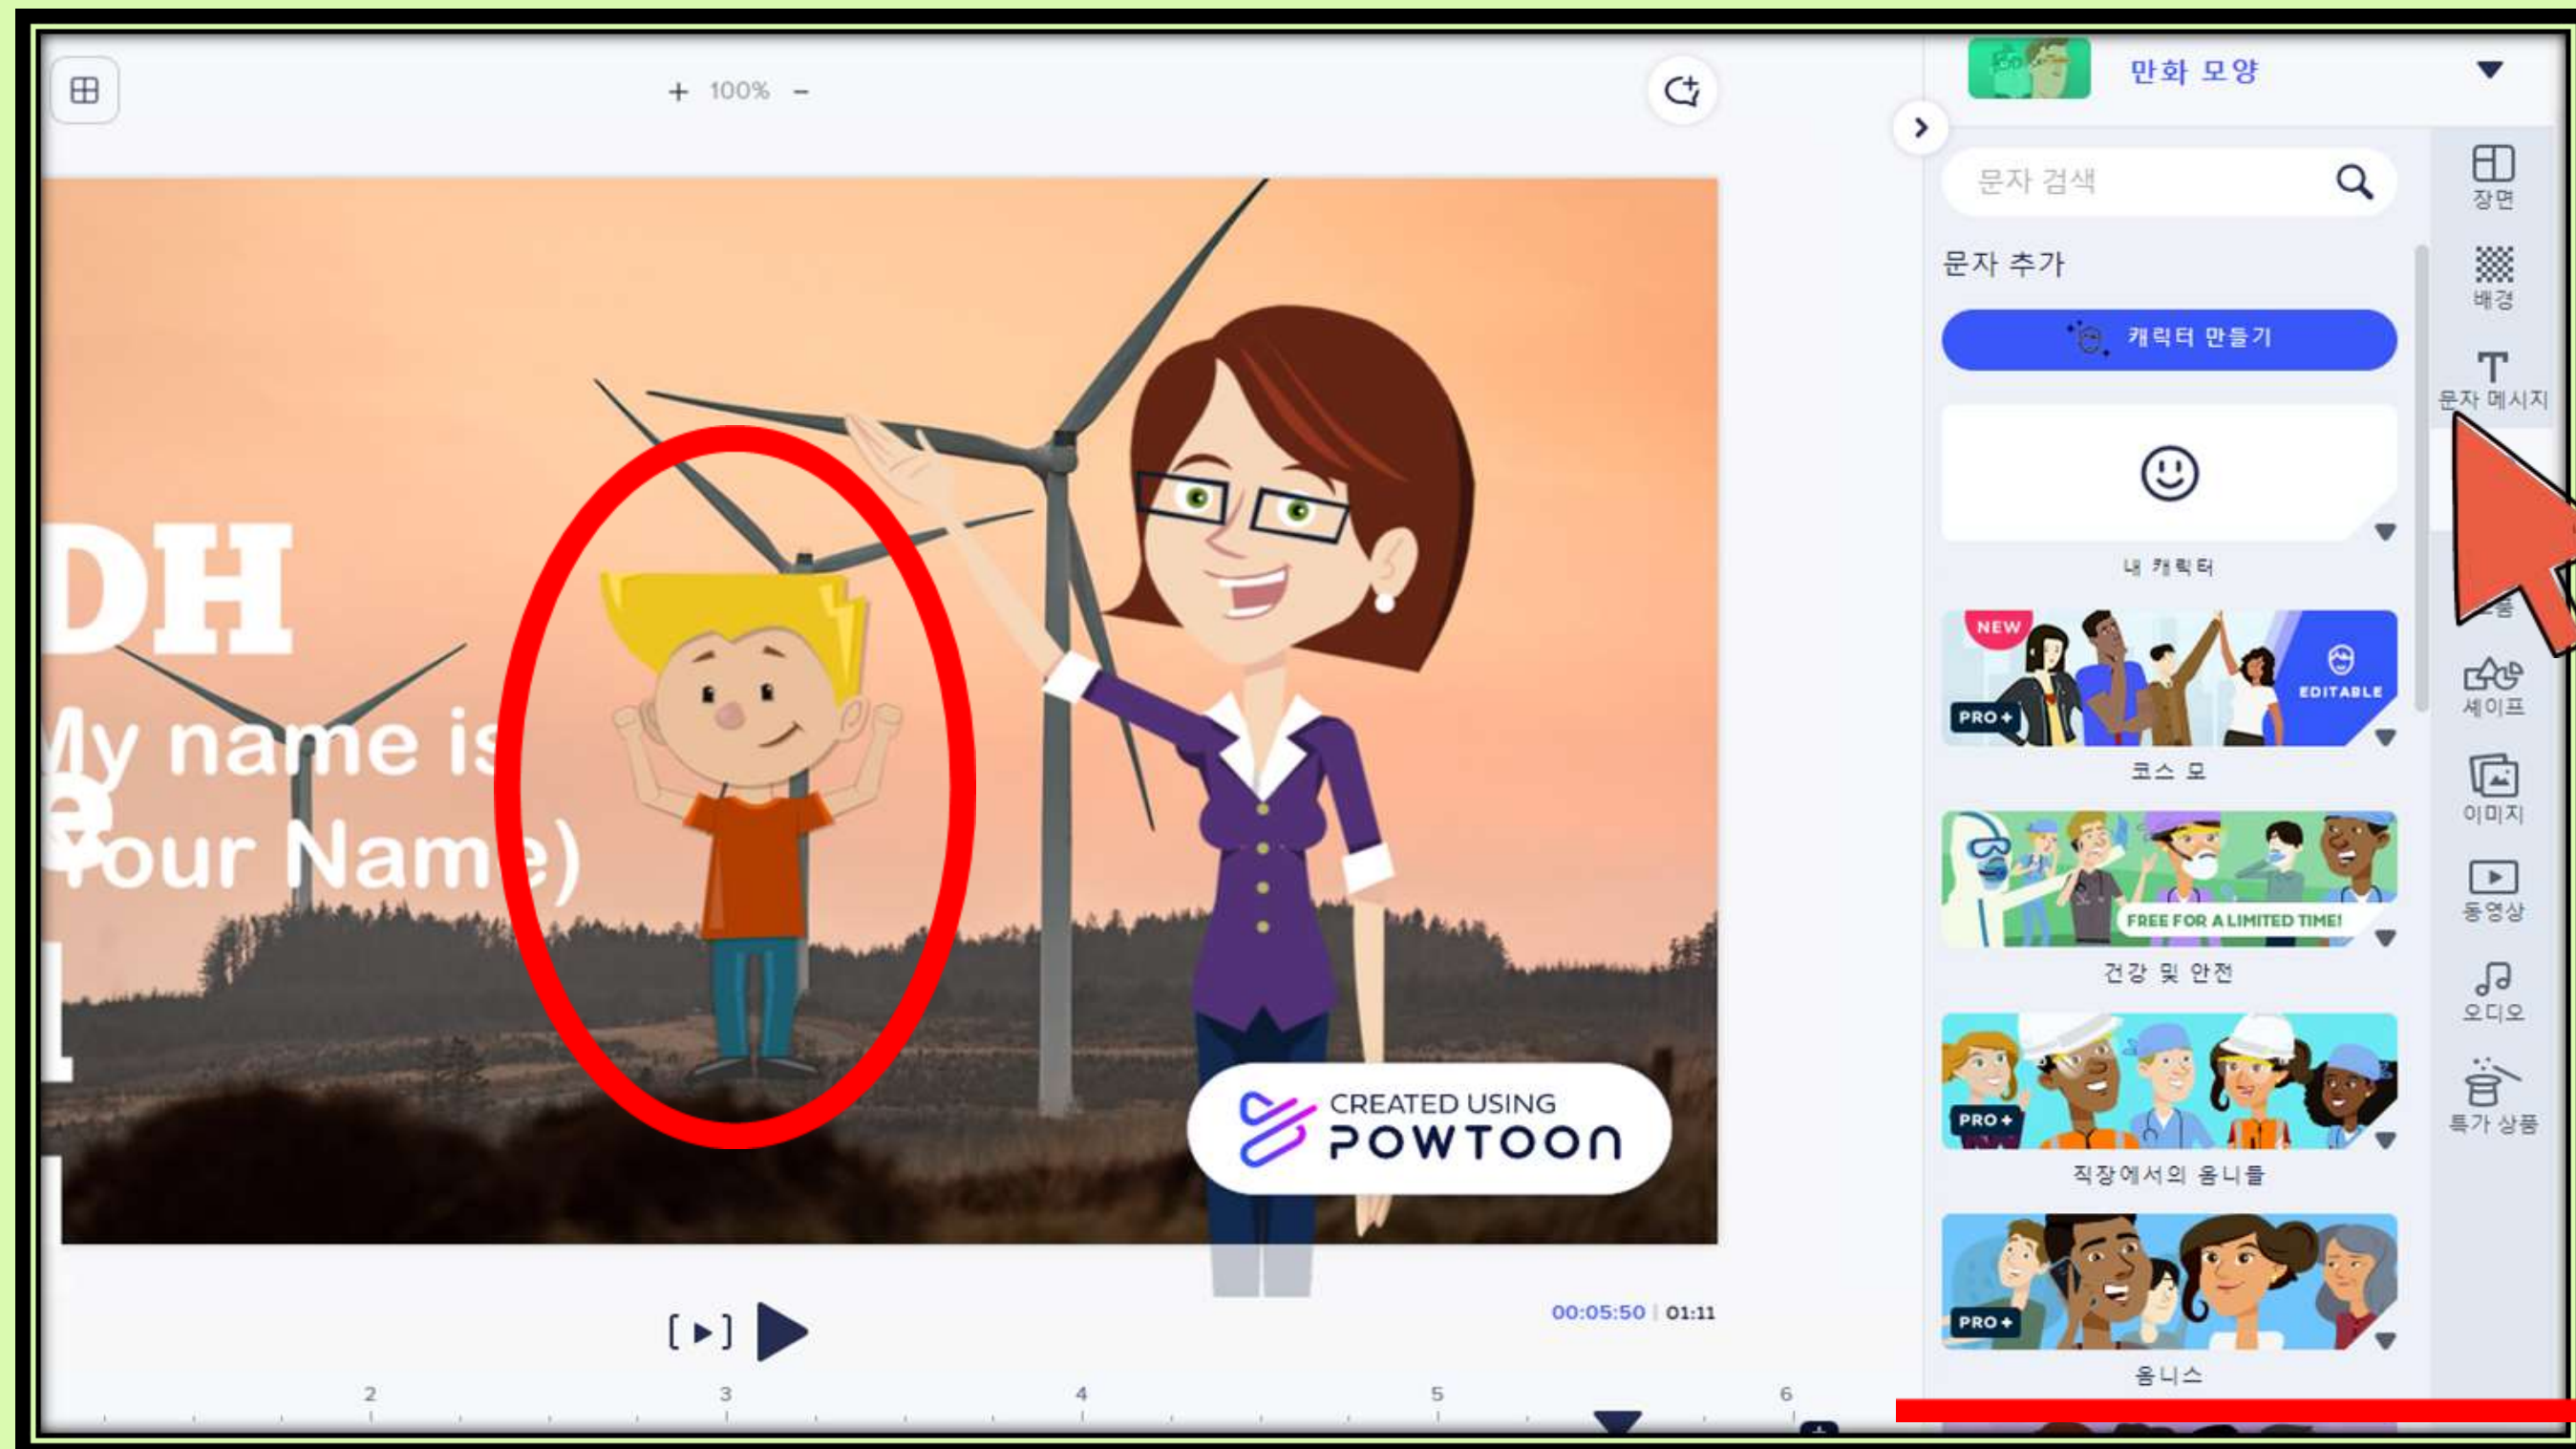 100%
DH
My name is
e
Your Name)
CREATED USING
POWTOON
00:05:50 | 01:11
2 3 4 5 6
만화 모양
문자 검색
문자 추가
캐릭터 만들기
내 캐릭터
NEW
EDITABLE
PRO+
코스 모
FREE FOR A LIMITED TIME!
건강 및 안전
PRO+
직장에서의 옴니들
PRO+
옴니스
장면
배경
문자 메시지
셰이프
이미지
동영상
오디오
특가 상품